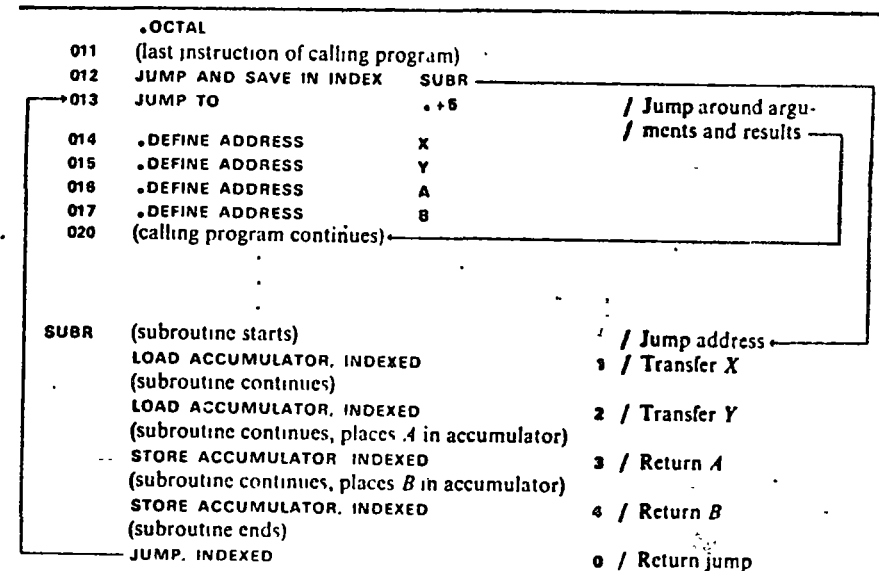 .OCTAL
011 (last instruction of calling program)
012 JUMP AND SAVE IN INDEX SUBR
013 JUMP TO .+5 / Jump around argu-
/ ments and results
014 .DEFINE ADDRESS X
015 .DEFINE ADDRESS Y
016 .DEFINE ADDRESS A
017 .DEFINE ADDRESS B
020 (calling program continues)
.
.
.
SUBR (subroutine starts) / Jump address
LOAD ACCUMULATOR, INDEXED 1 / Transfer X
(subroutine continues)
LOAD ACCUMULATOR, INDEXED 2 / Transfer Y
(subroutine continues, places A in accumulator)
STORE ACCUMULATOR INDEXED 3 / Return A
(subroutine continues, places B in accumulator)
STORE ACCUMULATOR, INDEXED 4 / Return B
(subroutine ends)
JUMP, INDEXED 0 / Return jump